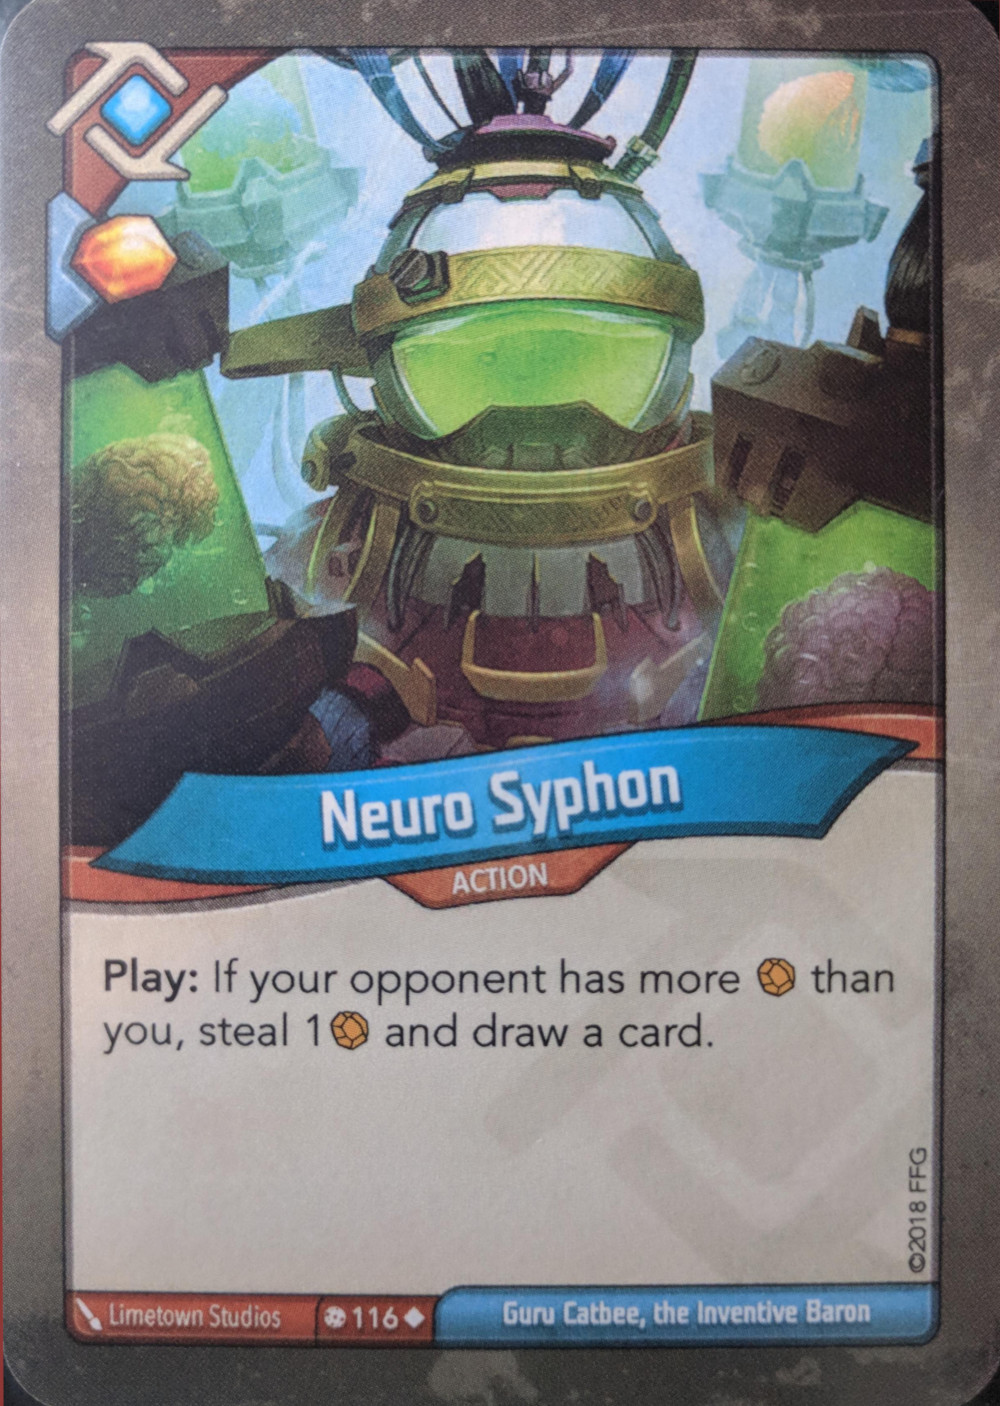 Neuro Syphon
ACTION
Play: If your opponent has more than
you, steal 1 and draw a card.
©2018 FFG
Limetown Studios
116
Guru Catbee, the Inventive Baron